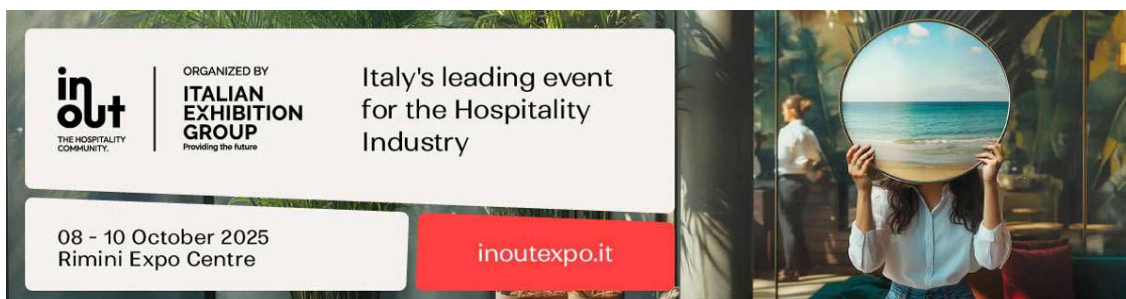 in
out
THE HOSPITALITY
COMMUNITY.
ORGANIZED BY
ITALIAN
EXHIBITION
GROUP
Providing the future
Italy's leading event
for the Hospitality
Industry
08 - 10 October 2025
Rimini Expo Centre
inoutexpo.it